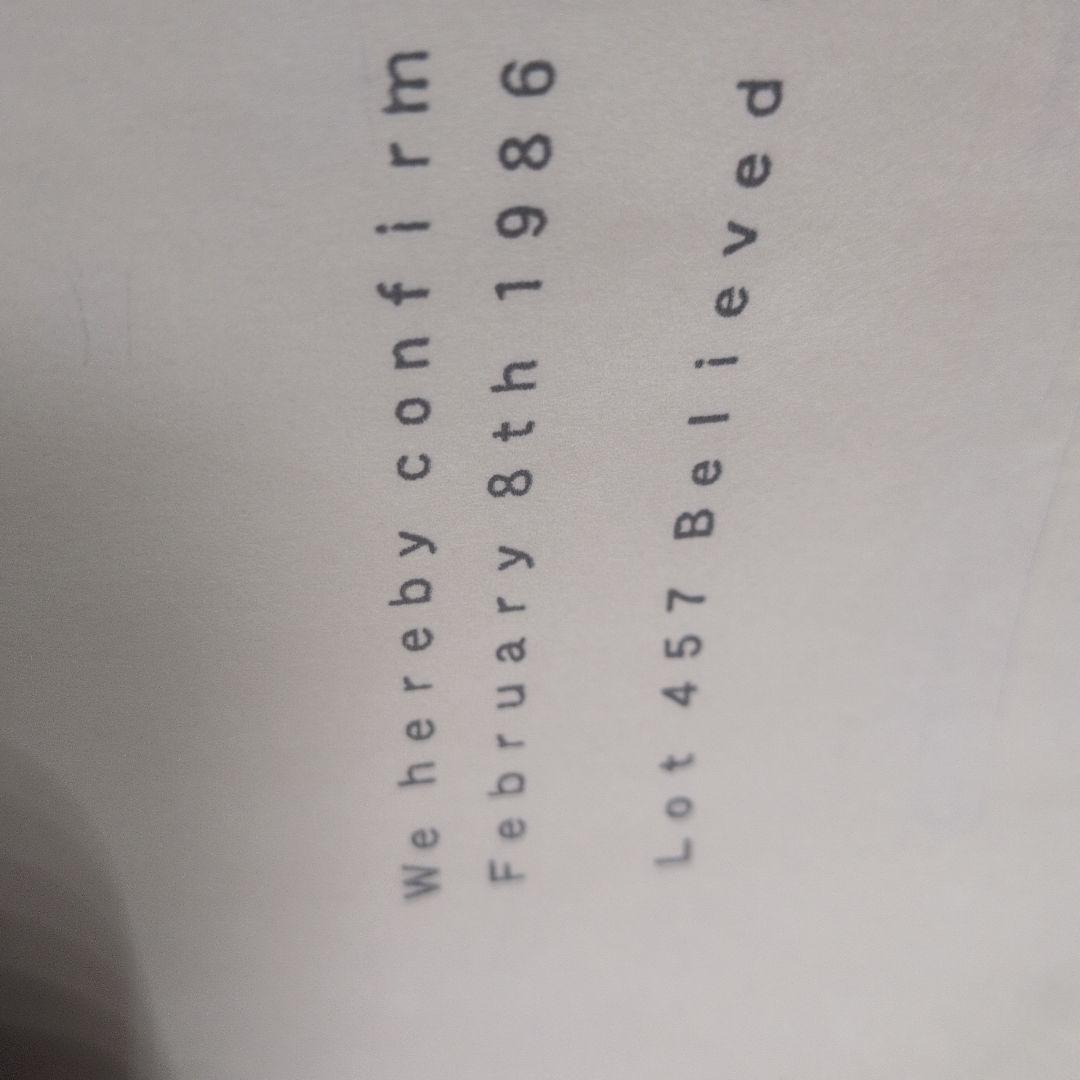 We hereby confirm
February 8th 1986
Lot 457 Believed